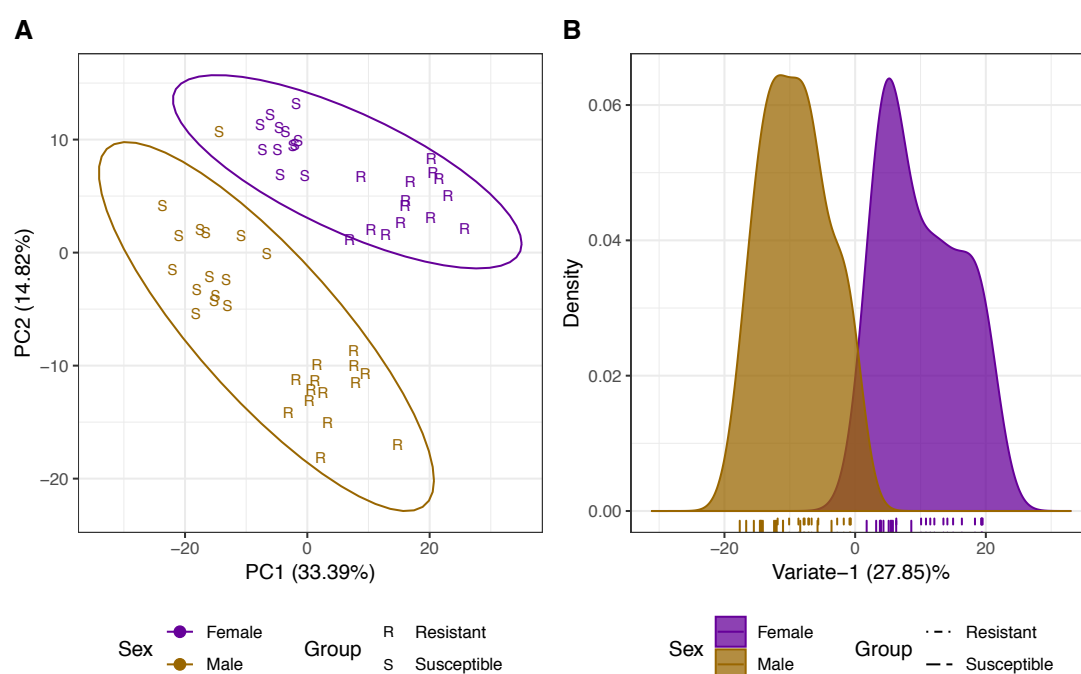 A
B
10
0
−10
−20
PC2 (14.82%)
S S S S S S S S S S S S S
R R R R R R R R R R R R R R
S S S S S S S S S S S S S S
R R R R R R R R R R R R R R
−20 0 20
PC1 (33.39%)
Density
0.06
0.04
0.02
0.00
−20 0 20
Variate−1 (27.85)%
Sex
Female
Male
Group
R Resistant
S Susceptible
Sex
Female
Male
Group
Resistant
Susceptible